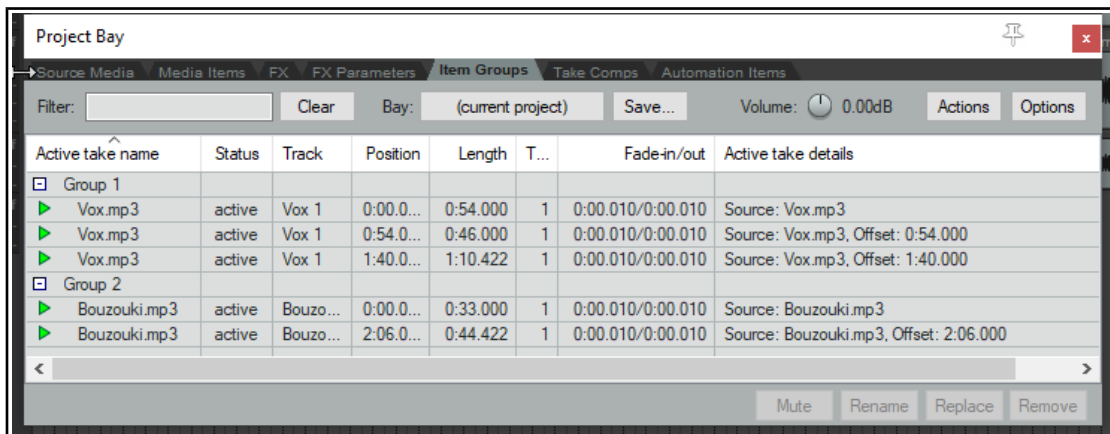 Project Bay
Source Media Media Items FX FX Parameters Item Groups Take Comps Automation Items
Filter: Clear Bay: (current project) Save... Volume: 0.00dB Actions Options
Active take name Status Track Position Length T... Fade-in/out Active take details
Group 1
Vox.mp3 active Vox 1 0:00.0... 0:54.000 1 0:00.010/0:00.010 Source: Vox.mp3
Vox.mp3 active Vox 1 0:54.0... 0:46.000 1 0:00.010/0:00.010 Source: Vox.mp3, Offset: 0:54.000
Vox.mp3 active Vox 1 1:40.0... 1:10.422 1 0:00.010/0:00.010 Source: Vox.mp3, Offset: 1:40.000
Group 2
Bouzouki.mp3 active Bouzo... 0:00.0... 0:33.000 1 0:00.010/0:00.010 Source: Bouzouki.mp3
Bouzouki.mp3 active Bouzo... 2:06.0... 0:44.422 1 0:00.010/0:00.010 Source: Bouzouki.mp3, Offset: 2:06.000
Mute Rename Replace Remove